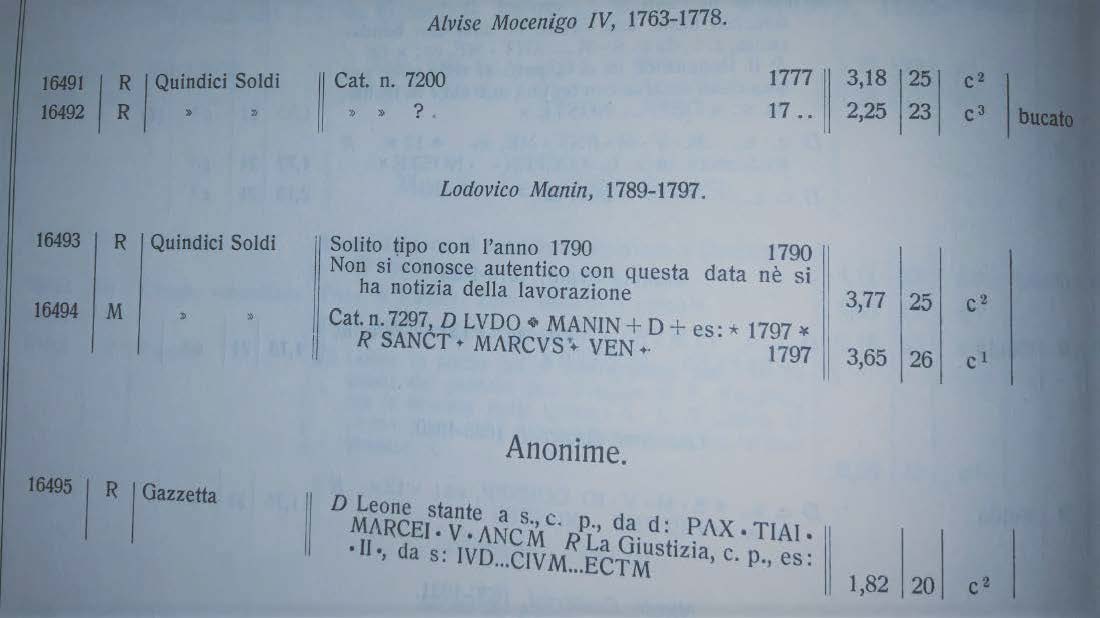 Alvise Mocenigo IV, 1763-1778.
16491 R Quindici Soldi Cat. n. 7200 1777 3,18 25 c²
16492 R » » » » ? . 17 .. 2,25 23 c³ bucato
Lodovico Manin, 1789-1797.
16493 R Quindici Soldi Solito tipo con l'anno 1790 1790
Non si conosce autentico con questa data nè si
ha notizia della lavorazione 3,77 25 c²
16494 M » » Cat. n. 7297, D LVDO ✥ MANIN + D + es: * 1797 *
R SANCT + MΛRCVS + VEN + 1797 3,65 26 c¹
Anonime.
16495 R Gazzetta D Leone stante a s., c. p., da d: PΛX • TIAI •
MΛRCEI • V • ΛNCM R La Giustizia, c. p., es:
• II •, da s: IVD...CIVM...ECTM 1,82 20 c²